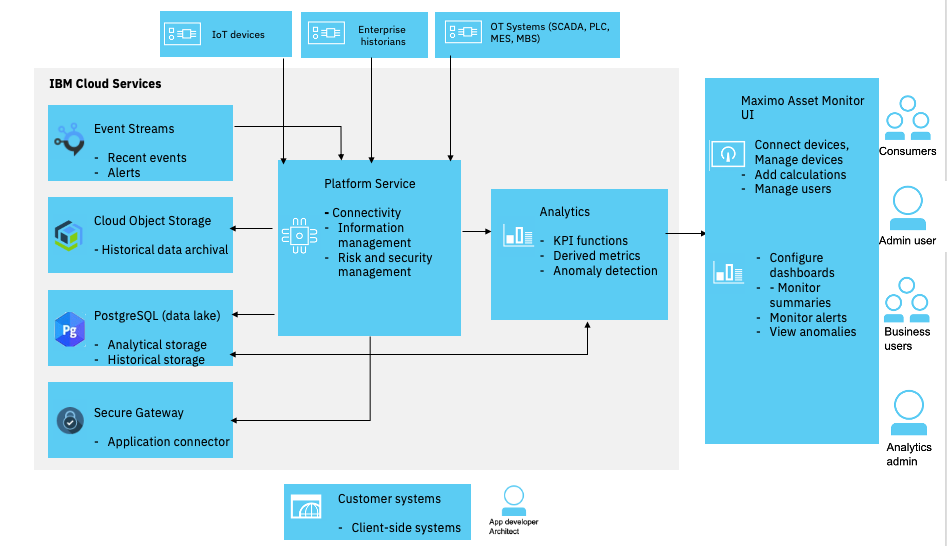 IoT devices
Enterprise
historians
OT Systems (SCADA, PLC,
MES, MBS)
IBM Cloud Services
Event Streams
- Recent events
- Alerts
Cloud Object Storage
- Historical data archival
Pg
PostgreSQL (data lake)
- Analytical storage
- Historical storage
Secure Gateway
- Application connector
Platform Service
- Connectivity
- Information
management
- Risk and security
management
Analytics
- KPI functions
- Derived metrics
- Anomaly detection
Maximo Asset Monitor
UI
Connect devices,
Manage devices
- Add calculations
- Manage users
- Configure
dashboards
- - Monitor
summaries
- Monitor alerts
- View anomalies
Consumers
Admin user
Business
users
Analytics
admin
Customer systems
- Client-side systems
App developer
Architect